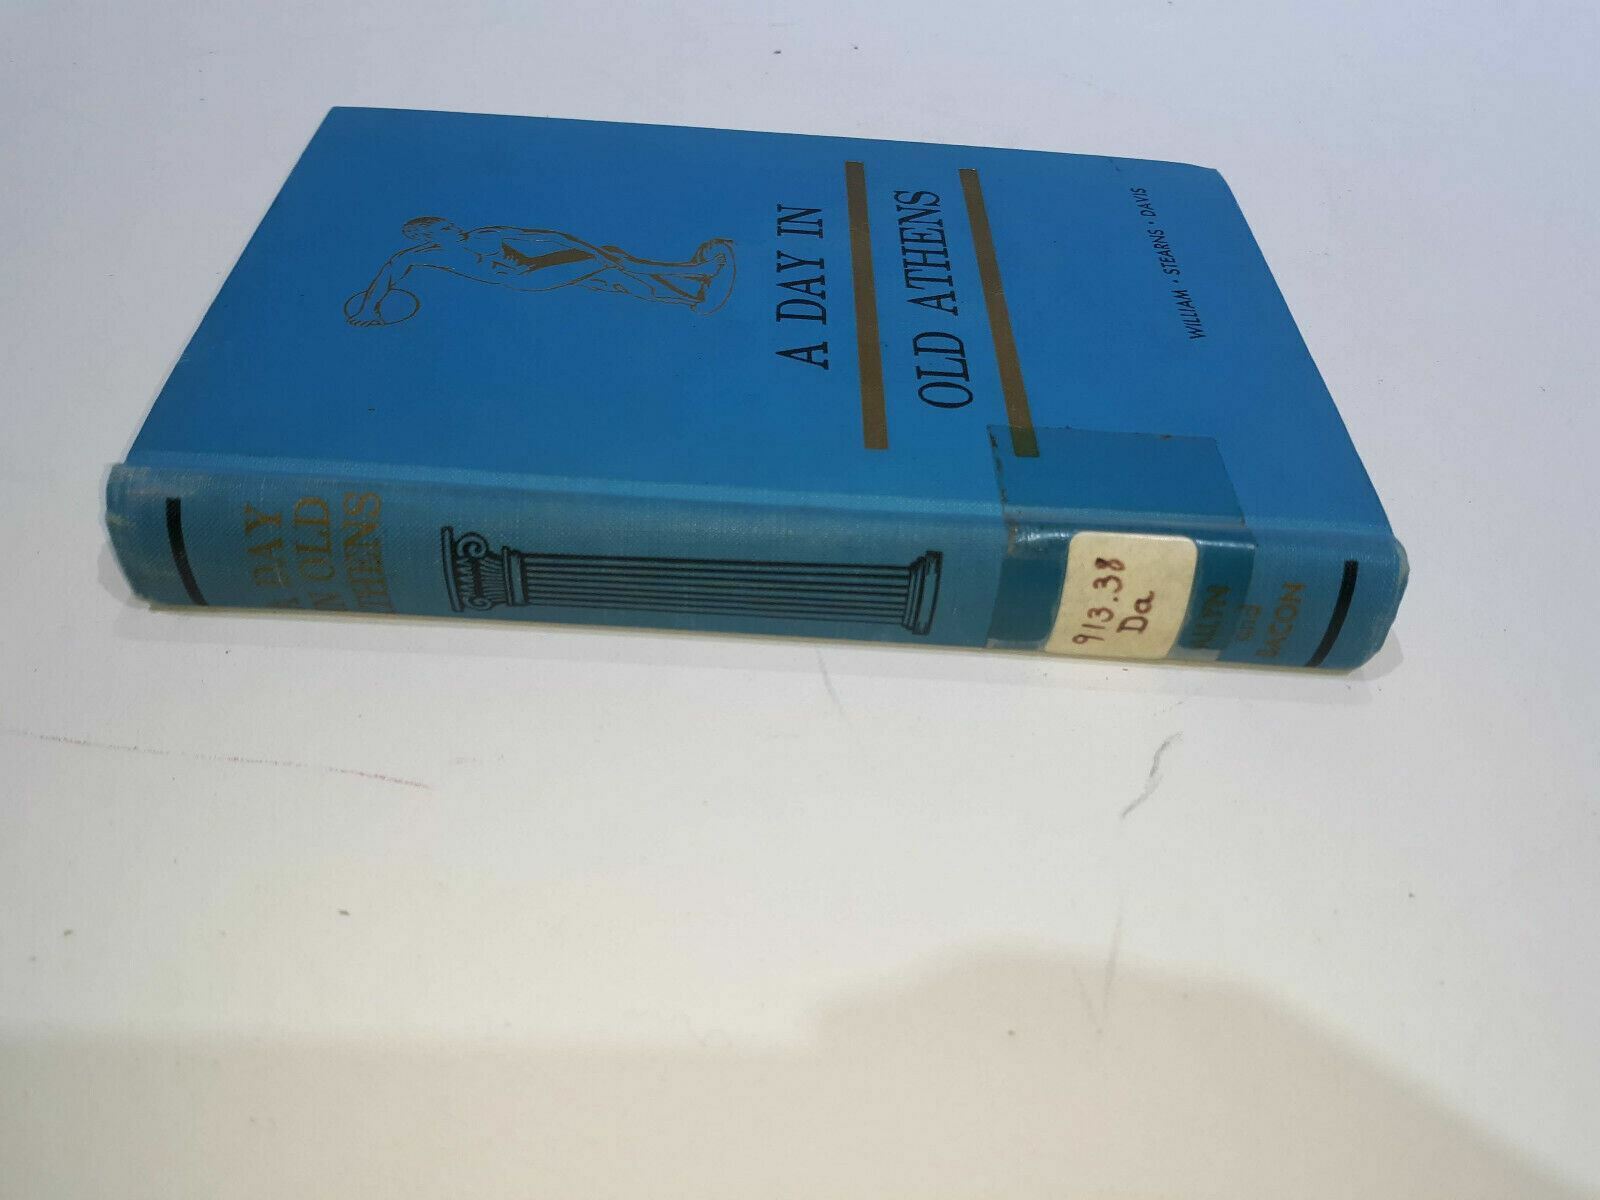 A DAY IN
OLD ATHENS
WILLIAM • STEARNS • DAVIS
A DAY
IN OLD
ATHENS
913.38
Da
ALLYN
and
BACON